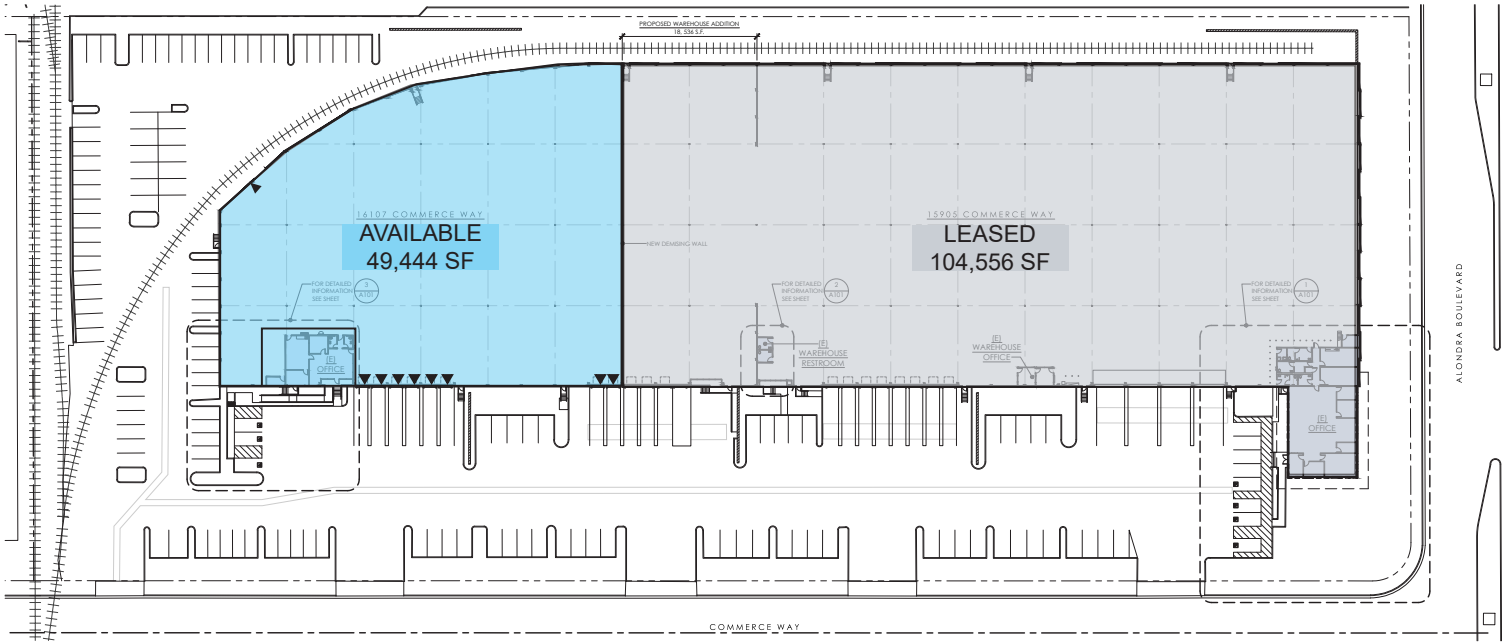 PROPOSED WAREHOUSE ADDITION
18, 536 S.F.
16107 COMMERCE WAY
AVAILABLE
49,444 SF
NEW DEMISING WALL
15905 COMMERCE WAY
LEASED
104,556 SF
FOR DETAILED
INFORMATION
SEE SHEET
3
A101
FOR DETAILED
INFORMATION
SEE SHEET
2
A101
FOR DETAILED
INFORMATION
SEE SHEET
1
A101
[E]
OFFICE
[E]
WAREHOUSE
RESTROOM
[E]
WAREHOUSE
OFFICE
[E]
OFFICE
ALONDRA BOULEVARD
COMMERCE WAY